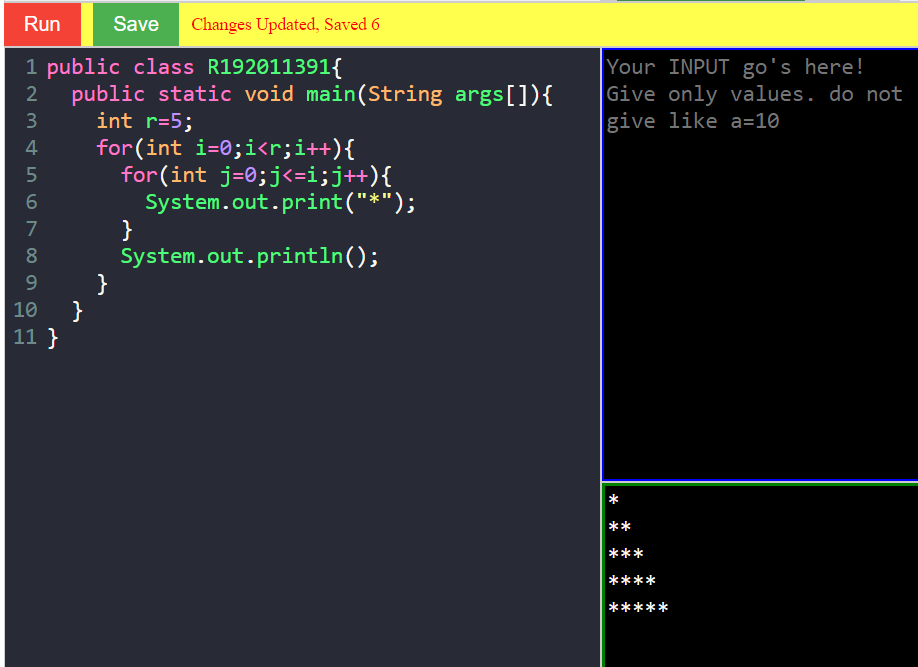 Run Save Changes Updated, Saved 6
1 public class R192011391{
2   public static void main(String args[]){
3     int r=5;
4     for(int i=0;i<r;i++){
5       for(int j=0;j<=i;j++){
6         System.out.print("*");
7       }
8       System.out.println();
9     }
10   }
11 }
Your INPUT go's here!
Give only values. do not
give like a=10
*
**
***
****
*****